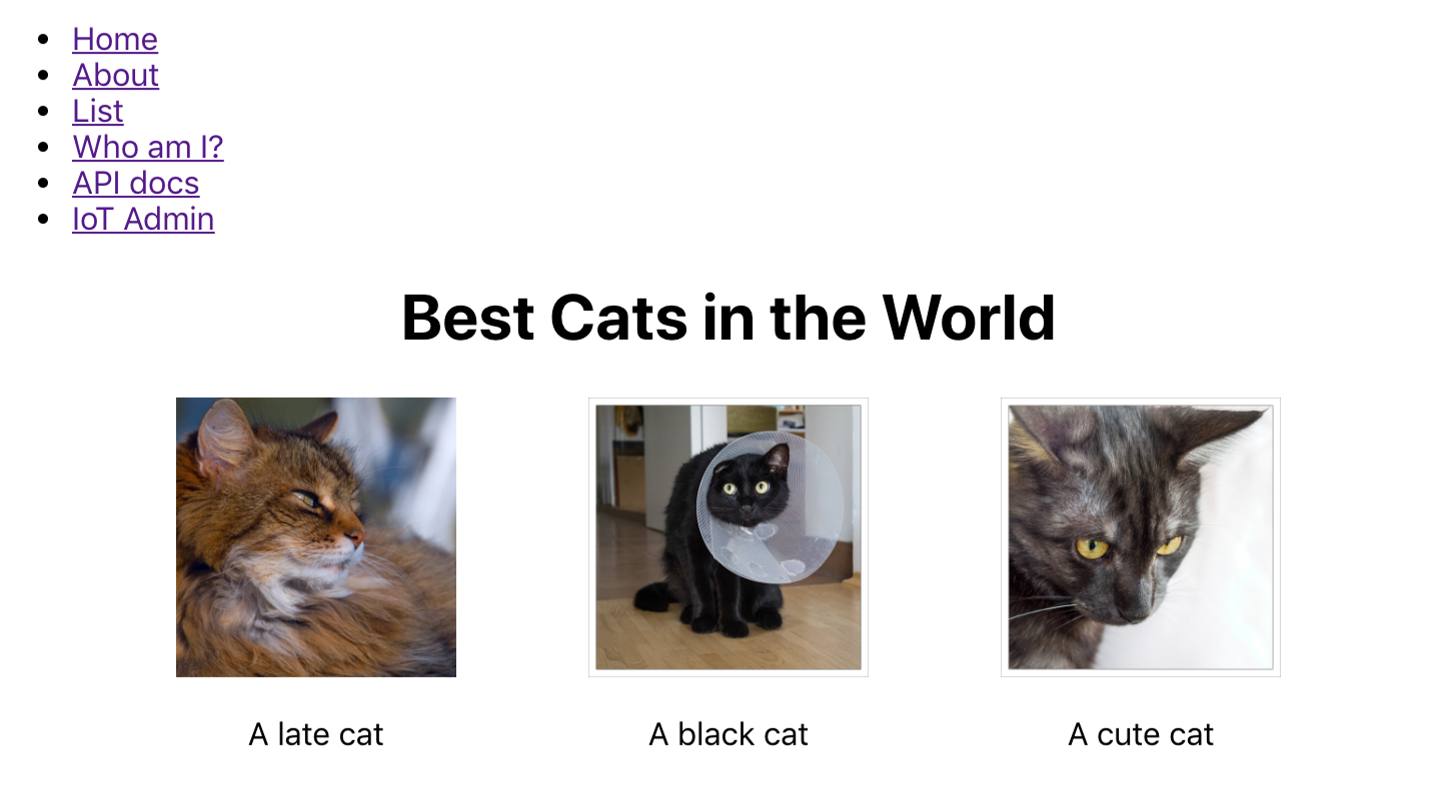 Home
About
List
Who am I?
API docs
IoT Admin
Best Cats in the World
A late cat
A black cat
A cute cat